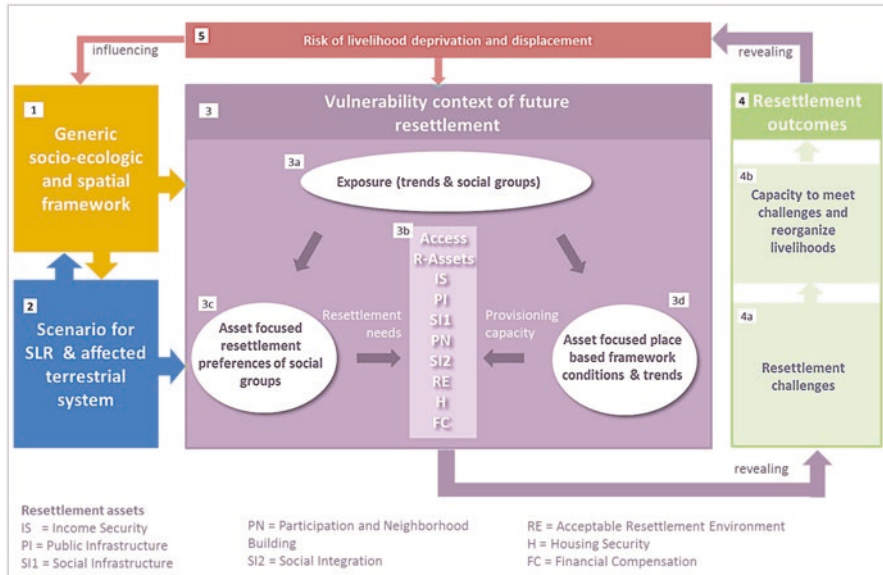 5
Risk of livelihood deprivation and displacement
influencing
revealing
1
Generic
socio-ecologic
and spatial
framework
2
Scenario for
SLR & affected
terrestrial
system
3
Vulnerability context of future
resettlement
3a
Exposure (trends & social groups)
3b
Access
R-Assets
IS
PI
SI1
PN
SI2
RE
H
FC
3c
Asset focused
resettlement
preferences of social
groups
Resettlement
needs
Provisioning
capacity
3d
Asset focused place
based framework
conditions & trends
4
Resettlement
outcomes
4b
Capacity to meet
challenges and
reorganize
livelihoods
4a
Resettlement
challenges
revealing
Resettlement assets
IS = Income Security
PI = Public Infrastructure
SI1 = Social Infrastructure
PN = Participation and Neighborhood
Building
SI2 = Social Integration
RE = Acceptable Resettlement Environment
H = Housing Security
FC = Financial Compensation